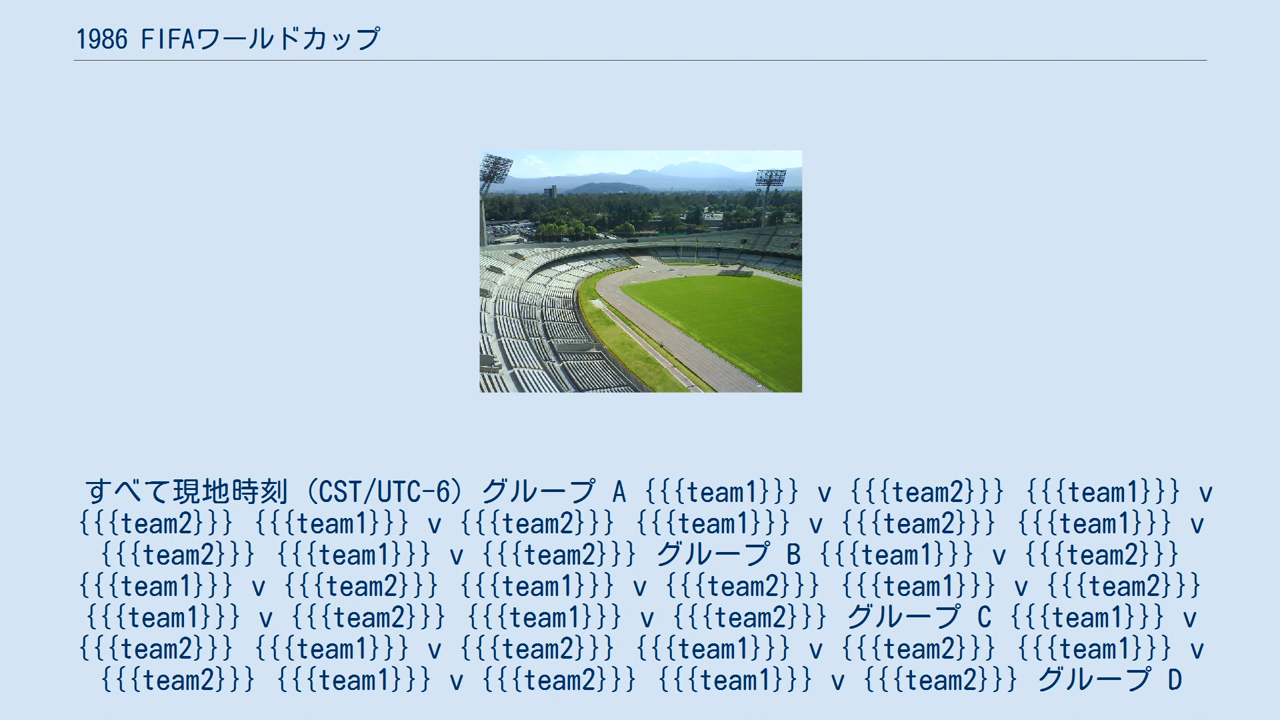 1986 FIFAワールドカップ
すべて現地時刻（CST/UTC-6）グループ A {{{team1}}} v {{{team2}}} {{{team1}}} v
{{{team2}}} {{{team1}}} v {{{team2}}} {{{team1}}} v {{{team2}}} {{{team1}}} v
{{{team2}}} {{{team1}}} v {{{team2}}} グループ B {{{team1}}} v {{{team2}}}
{{{team1}}} v {{{team2}}} {{{team1}}} v {{{team2}}} {{{team1}}} v {{{team2}}}
{{{team1}}} v {{{team2}}} {{{team1}}} v {{{team2}}} グループ C {{{team1}}} v
{{{team2}}} {{{team1}}} v {{{team2}}} {{{team1}}} v {{{team2}}} {{{team1}}} v
{{{team2}}} {{{team1}}} v {{{team2}}} {{{team1}}} v {{{team2}}} グループ D